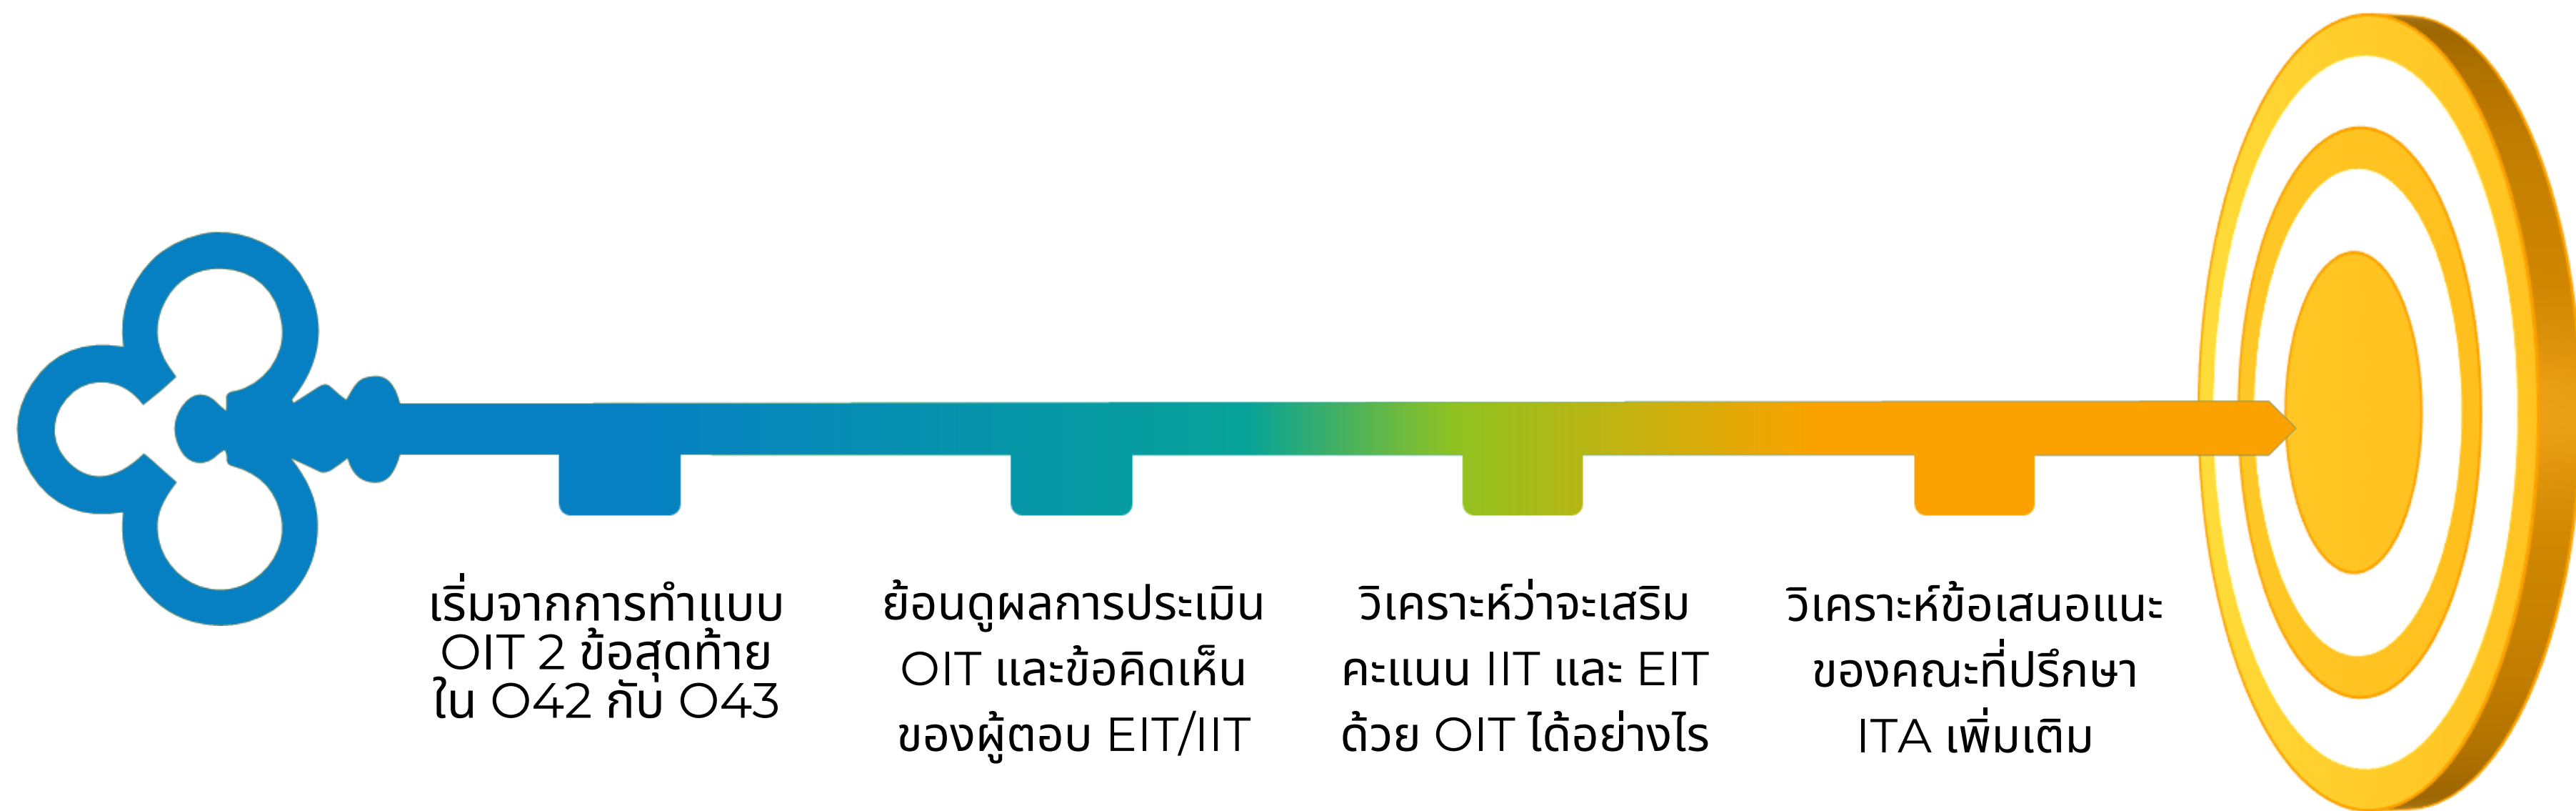 เริ่มจากการทำแบบ
OIT 2 ข้อสุดท้าย
ใน O42 กับ O43
ย้อนดูผลการประเมิน
OIT และข้อคิดเห็น
ของผู้ตอบ EIT/IIT
วิเคราะห์ว่าจะเสริม
คะแนน IIT และ EIT
ด้วย OIT ได้อย่างไร
วิเคราะห์ข้อเสนอแนะ
ของคณะที่ปรึกษา
ITA เพิ่มเติม